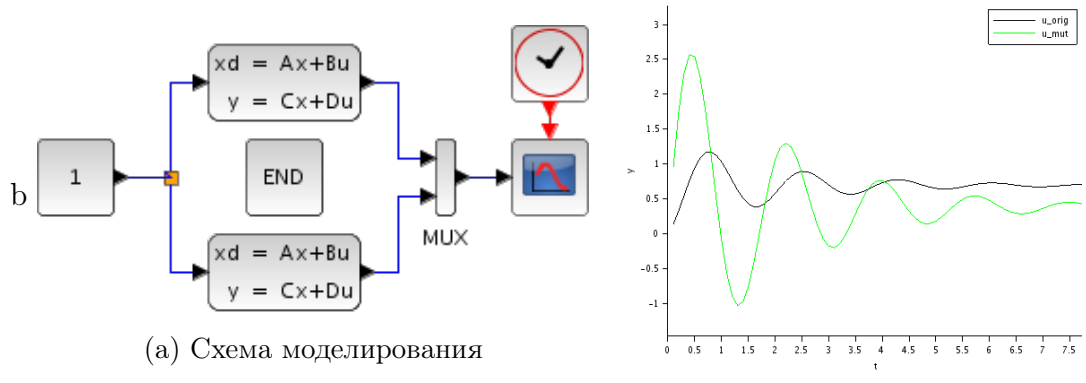 xd = Ax+Bu
y = Cx+Du
b
1
END
MUX
xd = Ax+Bu
y = Cx+Du
(a) Схема моделирования
u_orig
u_mut
y
3
2.5
2
1.5
1
0.5
0
-0.5
-1
0 0.5 1 1.5 2 2.5 3 3.5 4 4.5 5 5.5 6 6.5 7 7.5
t